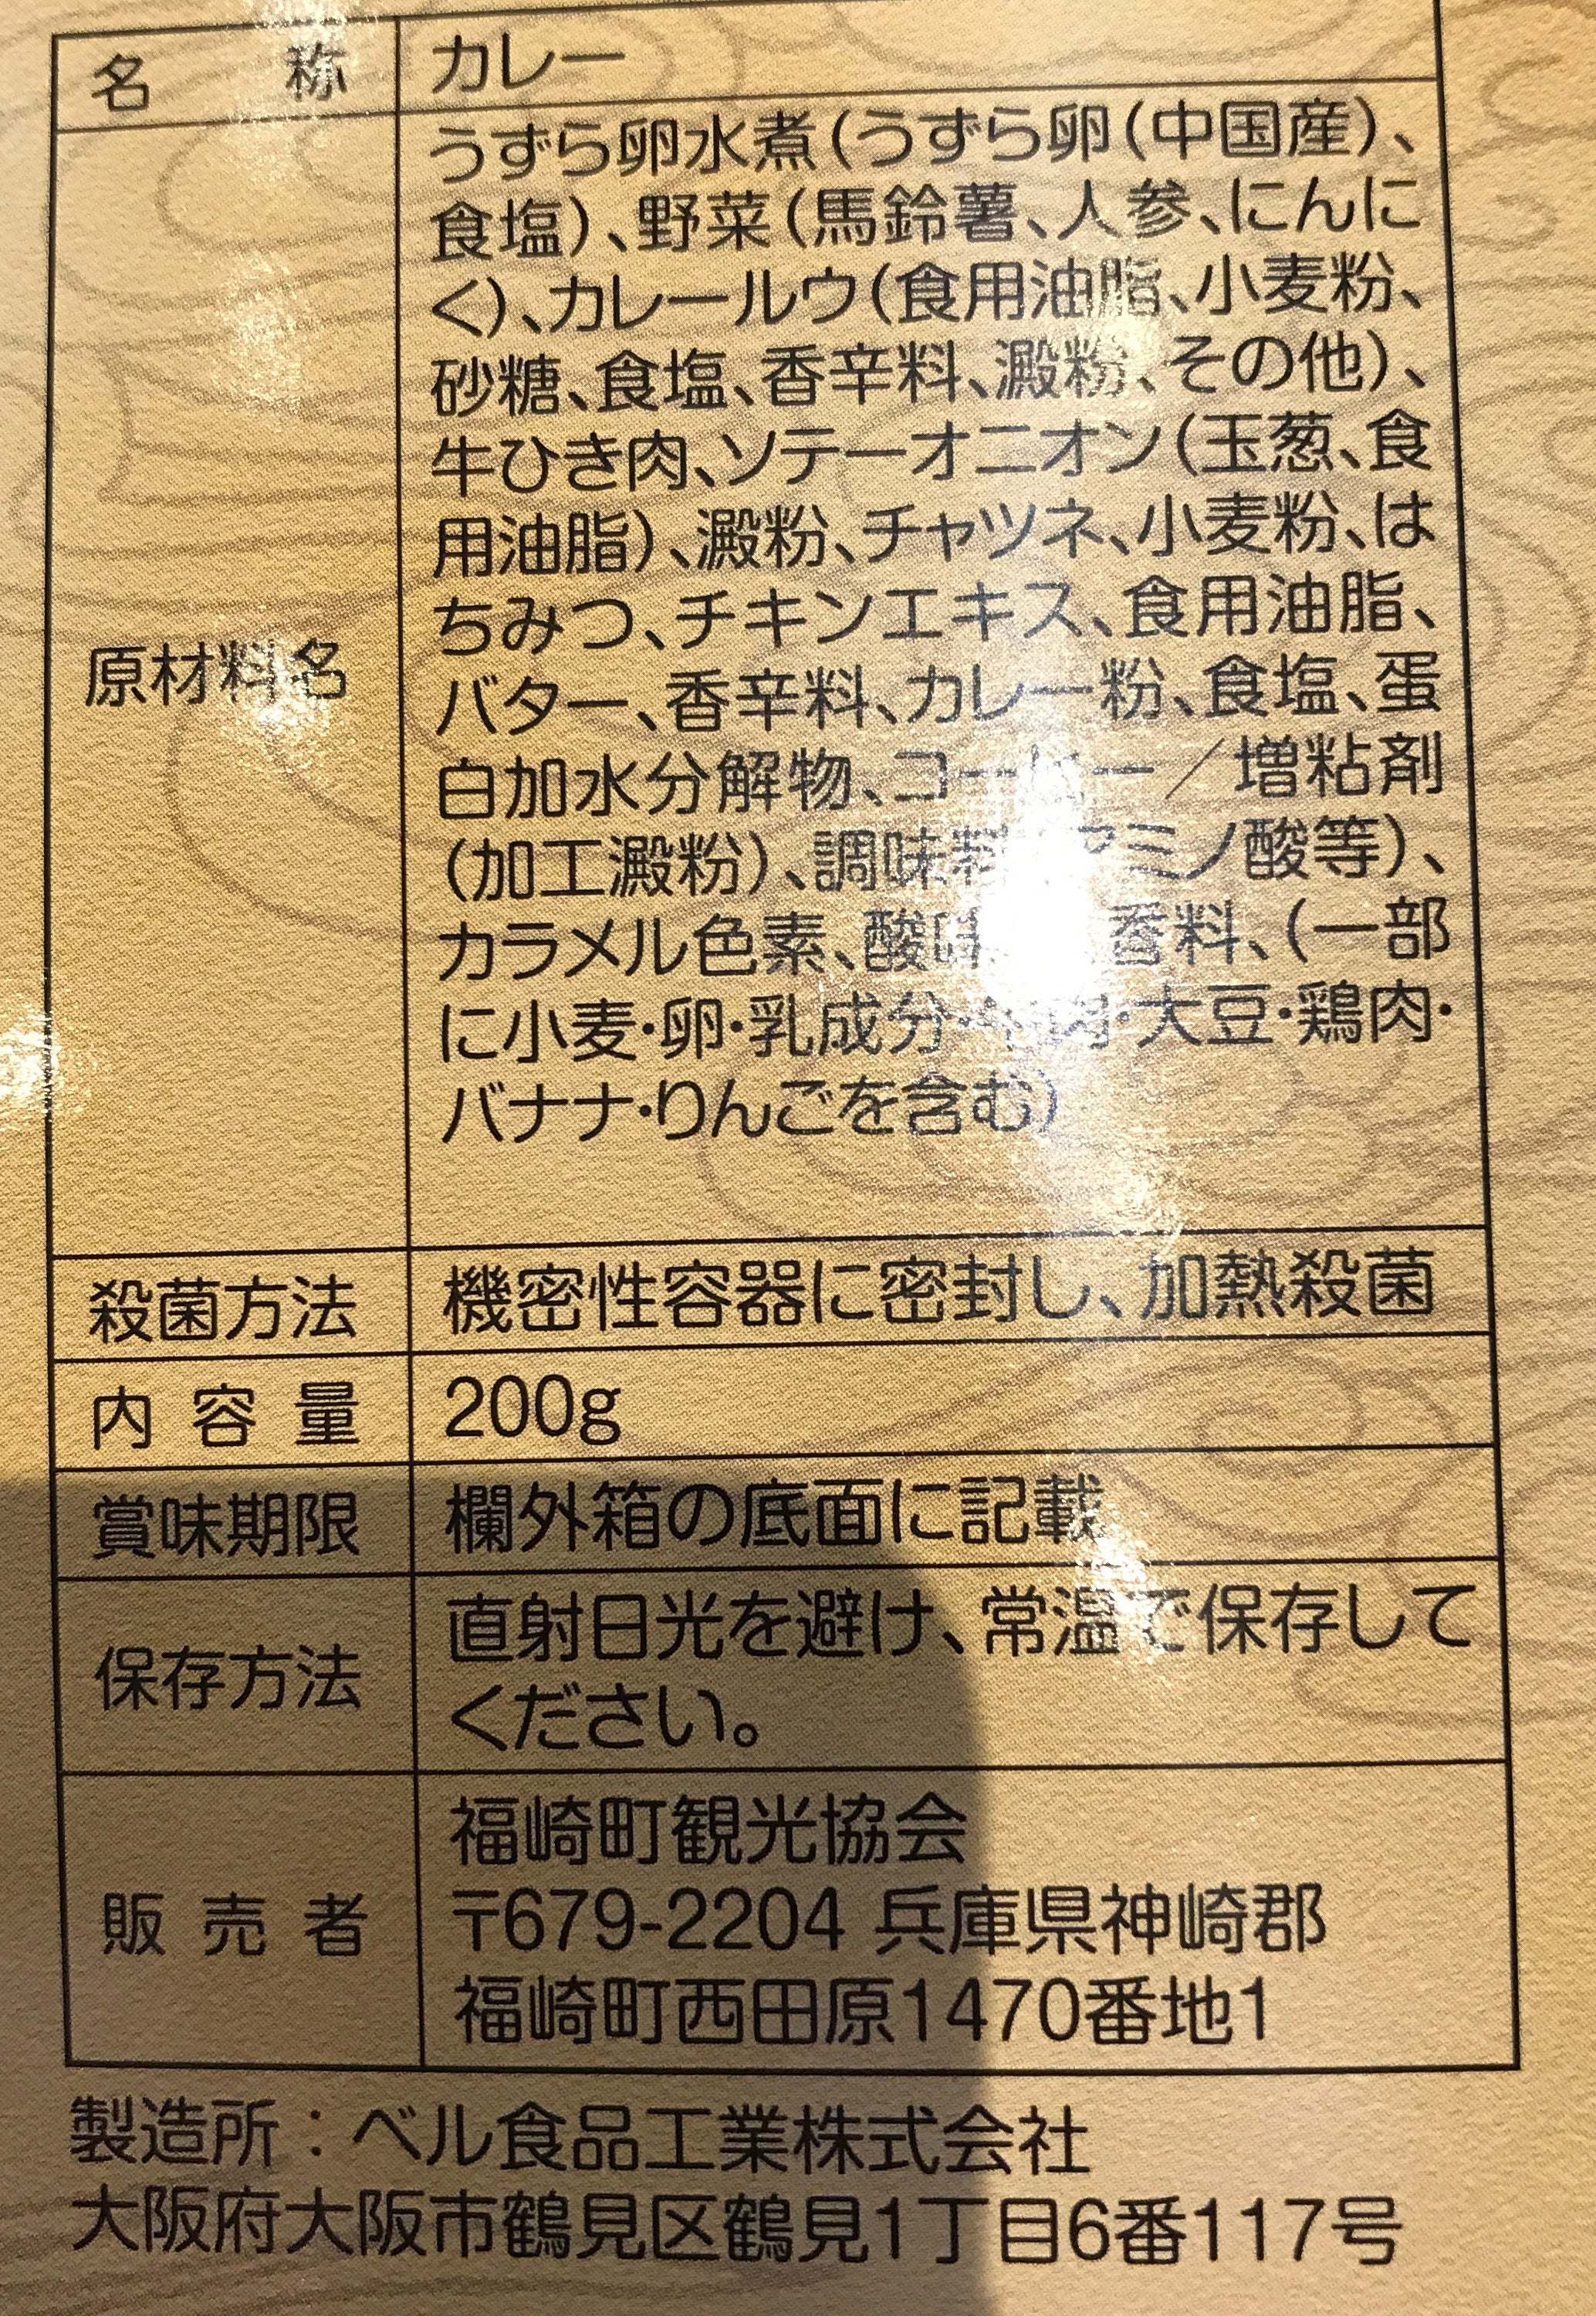 名称 カレー
原材料名
うずら卵水煮(うずら卵(中国産)、
食塩)、野菜(馬鈴薯、人参、にんに
く)、カレールウ(食用油脂、小麦粉、
砂糖、食塩、香辛料、澱粉、その他)、
牛ひき肉、ソテーオニオン(玉葱、食
用油脂)、澱粉、チャツネ、小麦粉、は
ちみつ、チキンエキス、食用油脂、
バター、香辛料、カレー粉、食塩、蛋
白加水分解物、コーヒー／増粘剤
(加工澱粉)、調味料(アミノ酸等)、
カラメル色素、酸味 香料、(一部
に小麦・卵・乳成分・牛肉・大豆・鶏肉・
バナナ・りんごを含む)
殺菌方法 機密性容器に密封し、加熱殺菌
内容量 200g
賞味期限 欄外箱の底面に記載
保存方法 直射日光を避け、常温で保存して
ください。
販売者
福崎町観光協会
〒679-2204 兵庫県神崎郡
福崎町西田原1470番地1
製造所：ベル食品工業株式会社
大阪府大阪市鶴見区鶴見1丁目6番117号